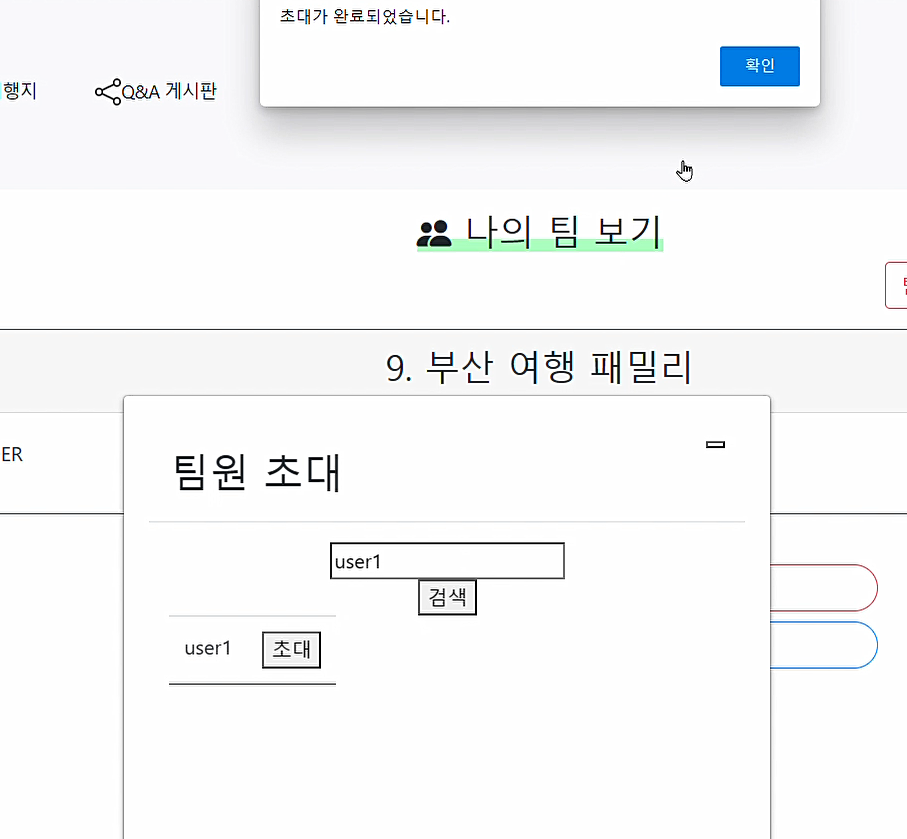 초대가 완료되었습니다.
확인
행지
Q&A 게시판
나의 팀 보기
9. 부산 여행 패밀리
ER
팀원 초대
user1
검색
user1 초대